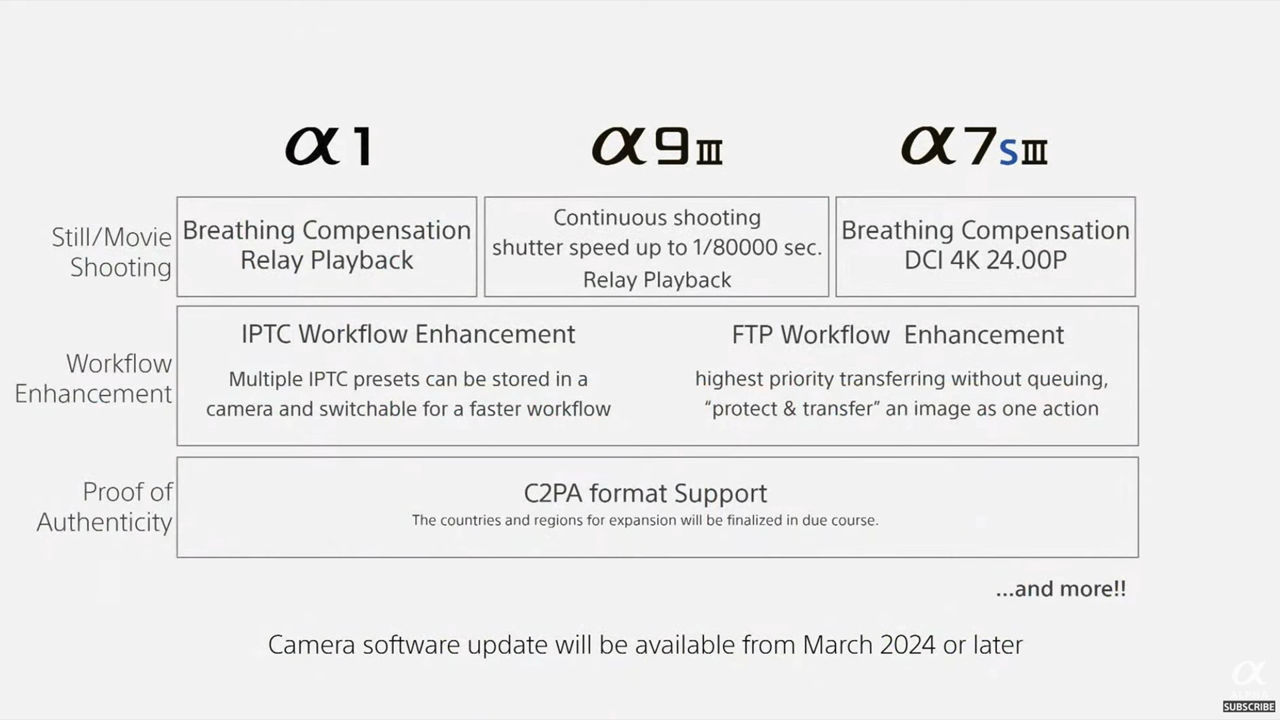 α1
α9III
α7SIII
Still/Movie
Shooting
Breathing Compensation
Relay Playback
Continuous shooting
shutter speed up to 1/80000 sec.
Relay Playback
Breathing Compensation
DCI 4K 24.00P
Workflow
Enhancement
IPTC Workflow Enhancement
Multiple IPTC presets can be stored in a
camera and switchable for a faster workflow
FTP Workflow Enhancement
highest priority transferring without queuing,
“protect & transfer” an image as one action
Proof of
Authenticity
C2PA format Support
The countries and regions for expansion will be finalized in due course.
...and more!!
Camera software update will be available from March 2024 or later
α
ALPHA
SUBSCRIBE